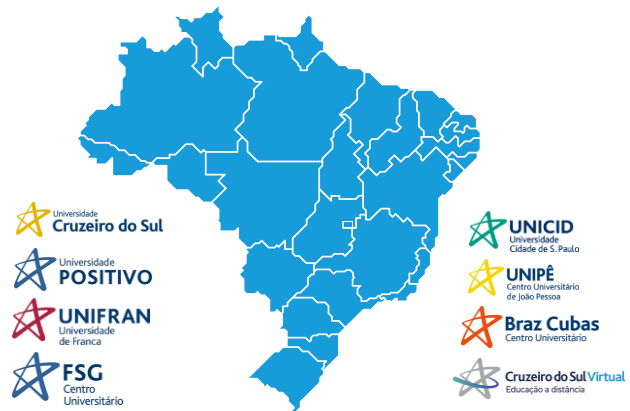 Universidade
Cruzeiro do Sul
Universidade
POSITIVO
UNIFRAN
Universidade
de Franca
FSG
Centro
Universitário
UNICID
Universidade
Cidade de S. Paulo
UNIPÊ
Centro Universitário
de João Pessoa
Braz Cubas
Centro Universitário
Cruzeiro do Sul Virtual
Educação a distância